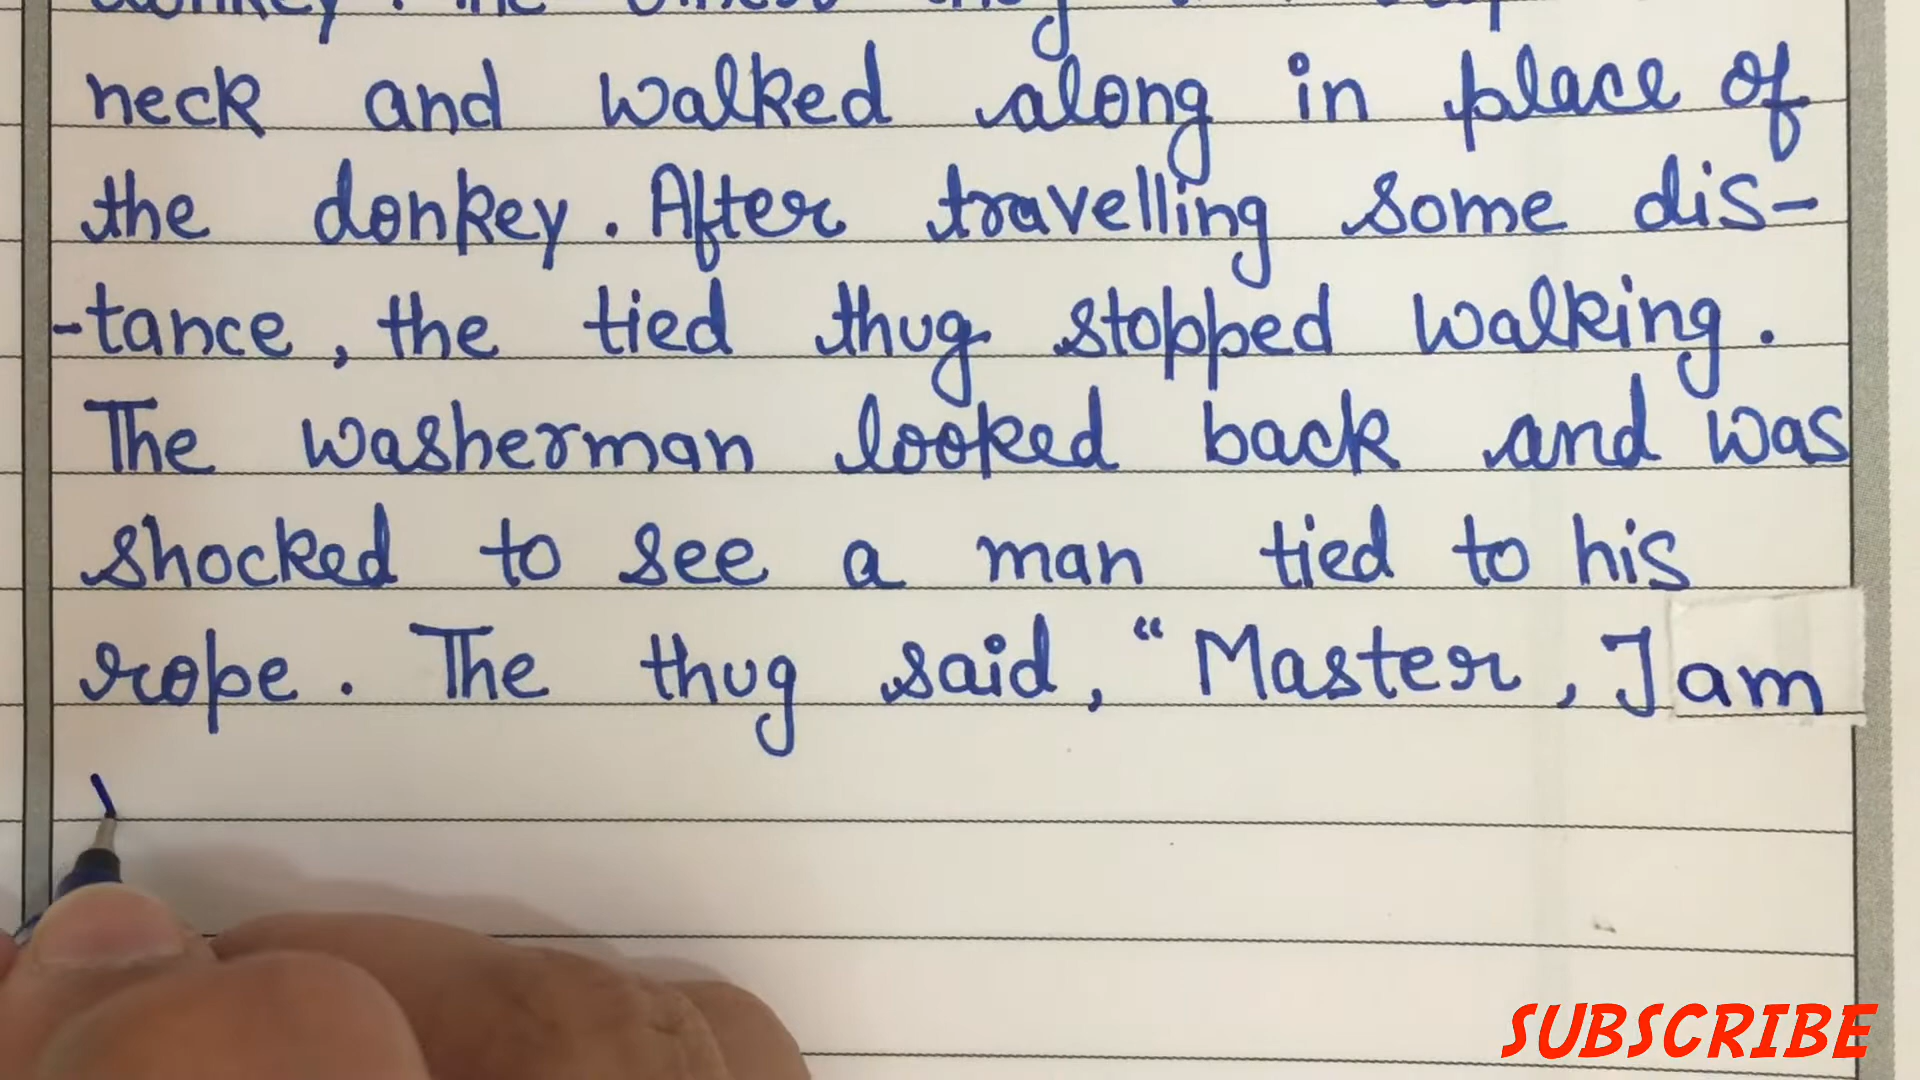 neck and walked along in place of
the donkey. After travelling some dis-
-tance, the tied thug stopped walking.
The washerman looked back and was
shocked to see a man tied to his
rope. The thug said, “Master, I am
SUBSCRIBE